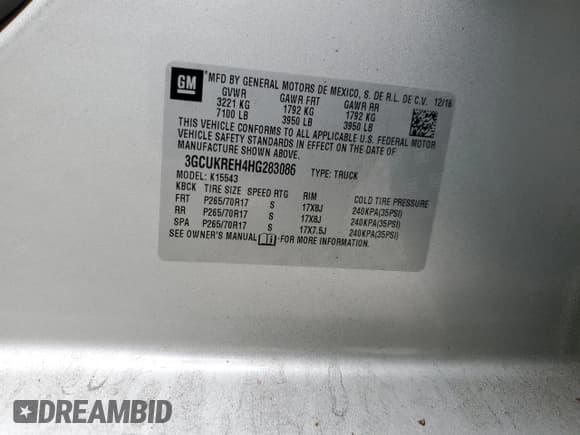 GM
MFD BY GENERAL MOTORS DE MEXICO, S. DE R.L. DE C.V. 12/16
GVWR GAWR FRT GAWR RR
3221 KG 1792 KG 1792 KG
7100 LB 3950 LB 3950 LB
THIS VEHICLE CONFORMS TO ALL APPLICABLE U.S. FEDERAL MOTOR
VEHICLE SAFETY STANDARDS IN EFFECT ON THE DATE OF
MANUFACTURE SHOWN ABOVE.
3GCUKREH4HG283086 TYPE: TRUCK
MODEL: K15543
KBCK TIRE SIZE SPEED RTG RIM COLD TIRE PRESSURE
FRT P265/70R17 S 17X8J 240KPA(35PSI)
RR P265/70R17 S 17X8J 240KPA(35PSI)
SPA P265/70R17 S 17X7.5J 240KPA(35PSI)
SEE OWNER'S MANUAL FOR MORE INFORMATION.
DREAMBID